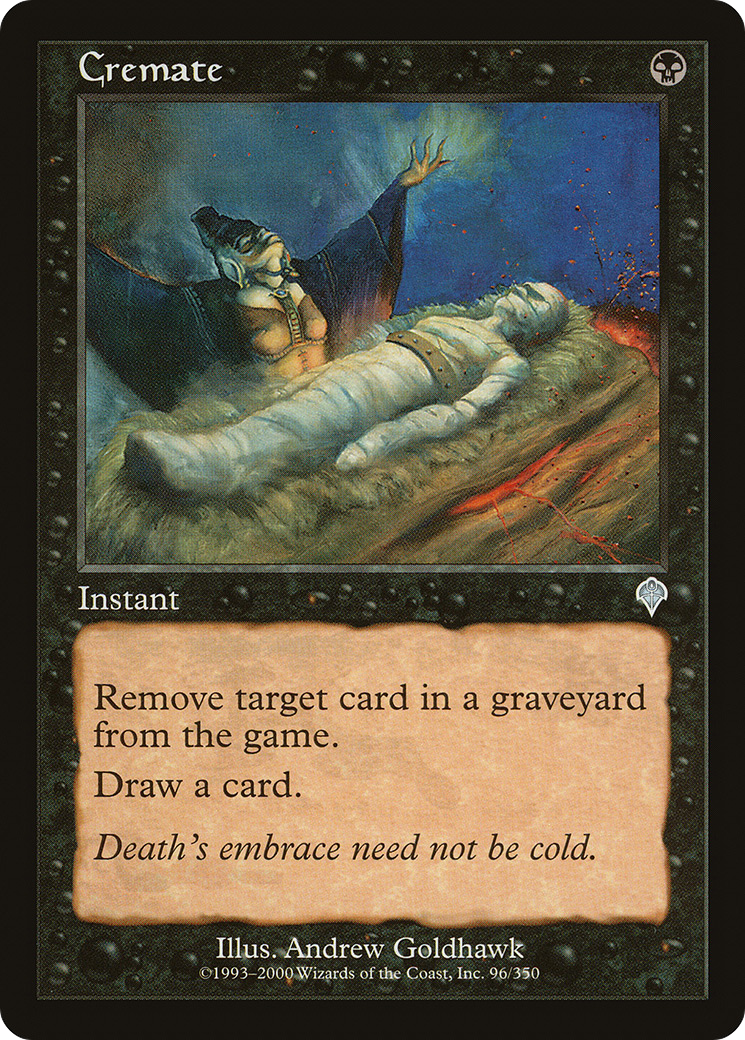 Cremate
Instant
Remove target card in a graveyard
from the game.
Draw a card.
Death's embrace need not be cold.
Illus. Andrew Goldhawk
©1993–2000 Wizards of the Coast, Inc. 96/350